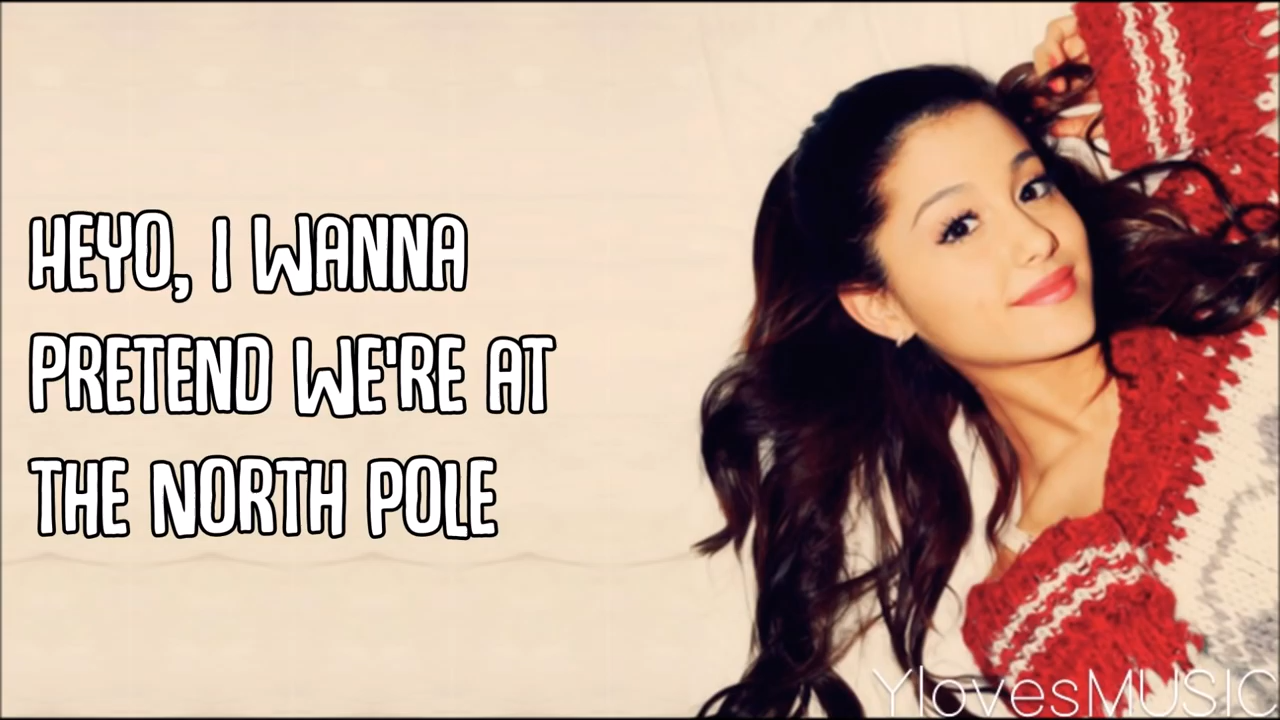 HEYO, I WANNA
PRETEND WE'RE AT
THE NORTH POLE
YlovesMUSIC